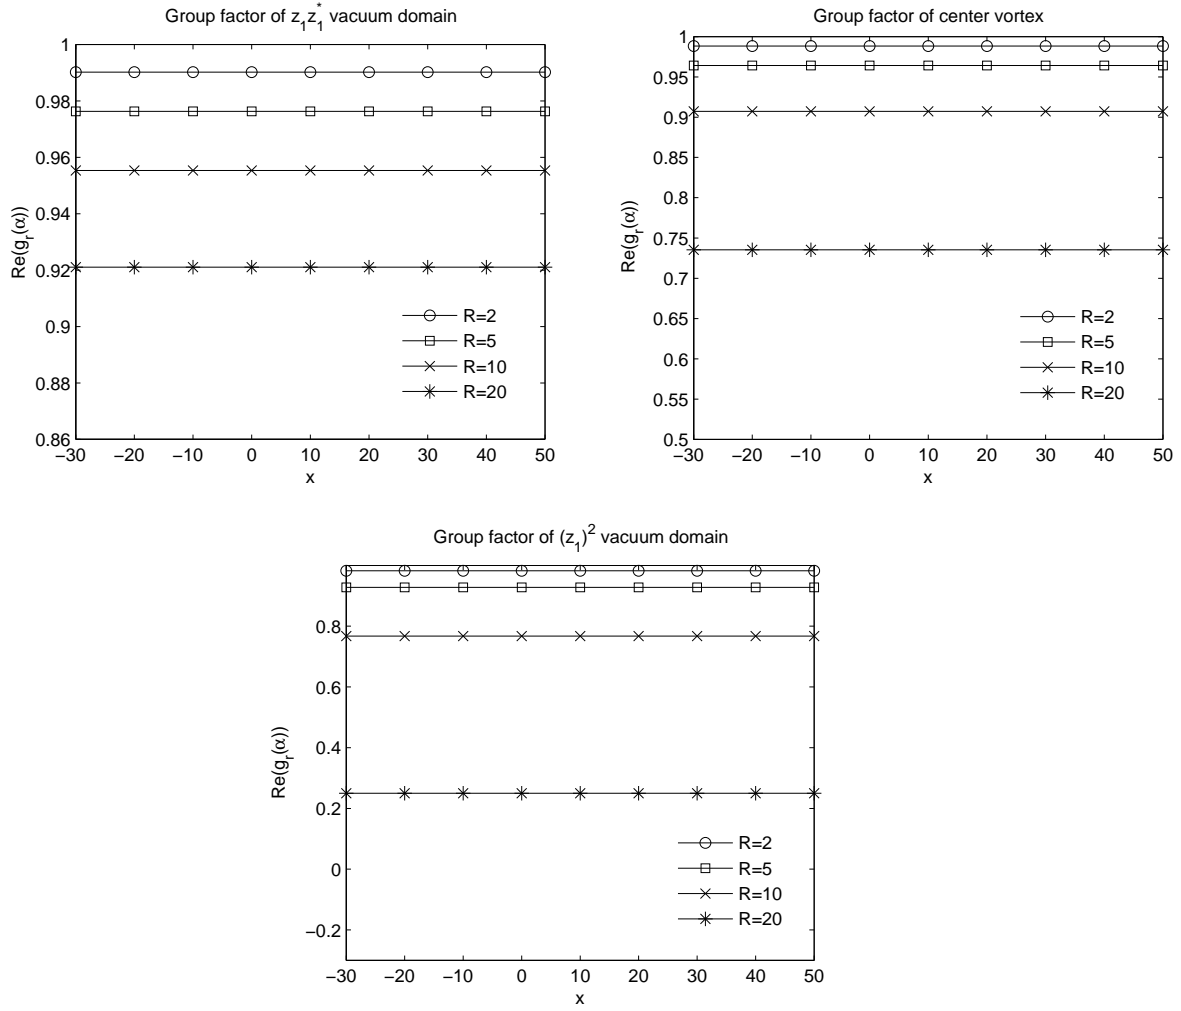 Group factor of z₁z₁* vacuum domain
1
0.98
0.96
0.94
0.92
0.9
0.88
0.86
Re(gᵣ(α))
R=2
R=5
R=10
R=20
−30 −20 −10 0 10 20 30 40 50
x
Group factor of center vortex
1
0.95
0.9
0.85
0.8
0.75
0.7
0.65
0.6
0.55
0.5
Re(gᵣ(α))
R=2
R=5
R=10
R=20
−30 −20 −10 0 10 20 30 40 50
x
Group factor of (z₁)² vacuum domain
0.8
0.6
0.4
0.2
0
−0.2
Re(gᵣ(α))
R=2
R=5
R=10
R=20
−30 −20 −10 0 10 20 30 40 50
x